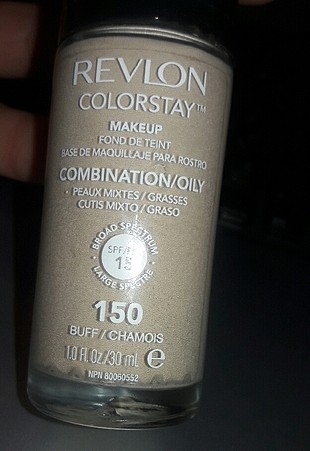 REVLON
COLORSTAY™
MAKEUP
FOND DE TEINT
BASE DE MAQUILLAJE PARA ROSTRO
COMBINATION/OILY
PEAUX MIXTES / GRASSES
CUTIS MIXTO / GRASO
• BROAD SPECTRUM •
SPF/FPS
15
LARGE SPECTRE
150
BUFF / CHAMOIS
1.0 Fl. Oz/30 mL e
NPN 80060552